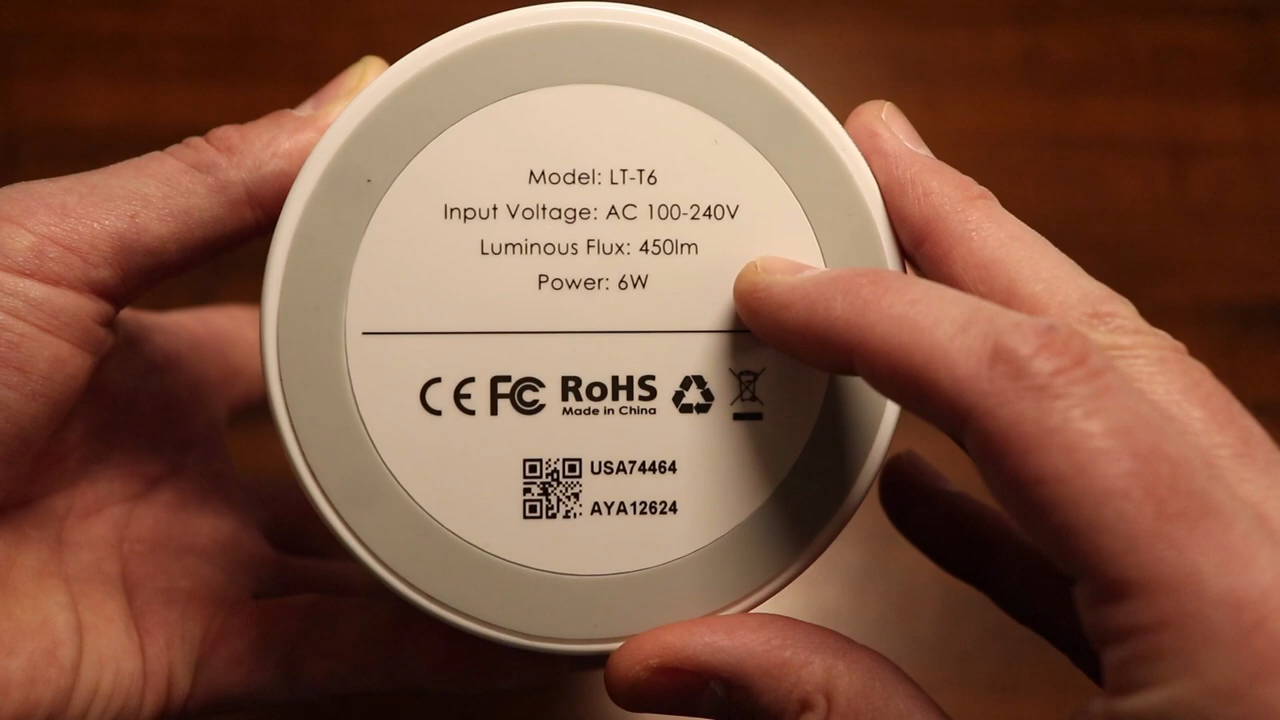 Model: LT-T6
Input Voltage: AC 100-240V
Luminous Flux: 450lm
Power: 6W
CE FC RoHS
Made in China
USA74464
AYA12624